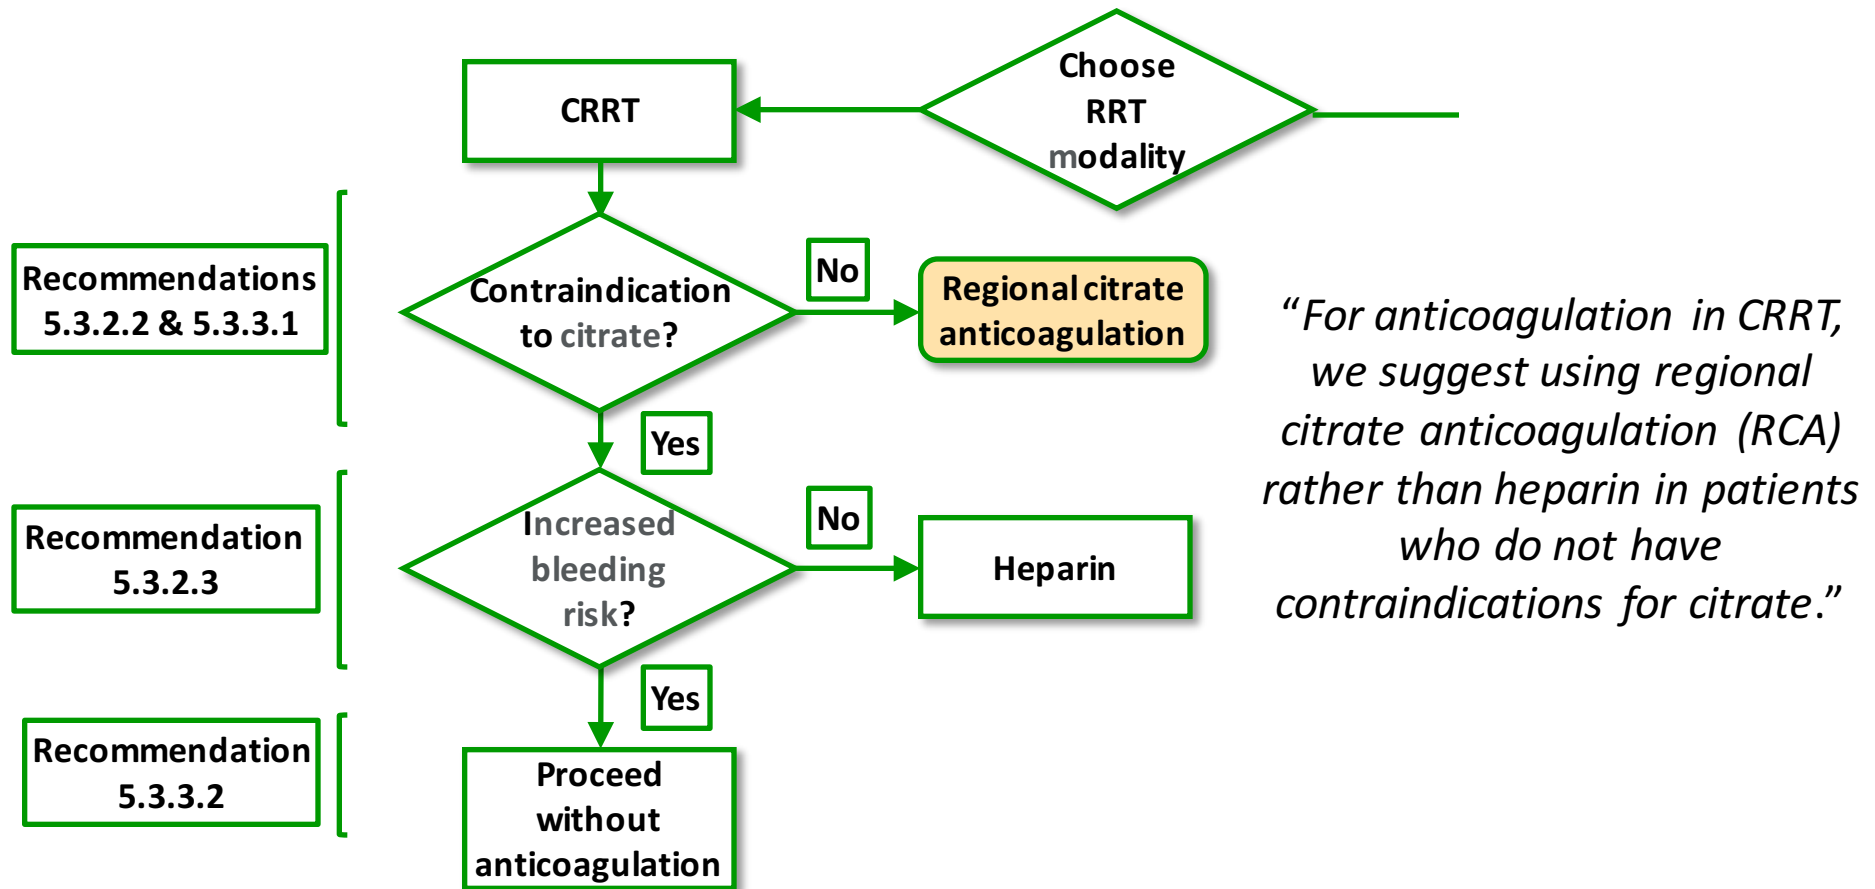 Choose
RRT
modality
CRRT
Recommendations
5.3.2.2 & 5.3.3.1
Contraindication
to citrate?
No
Regional citrate
anticoagulation
Yes
Recommendation
5.3.2.3
Increased
bleeding
risk?
No
Heparin
Yes
Recommendation
5.3.3.2
Proceed
without
anticoagulation
“For anticoagulation in CRRT,
we suggest using regional
citrate anticoagulation (RCA)
rather than heparin in patients
who do not have
contraindications for citrate.”